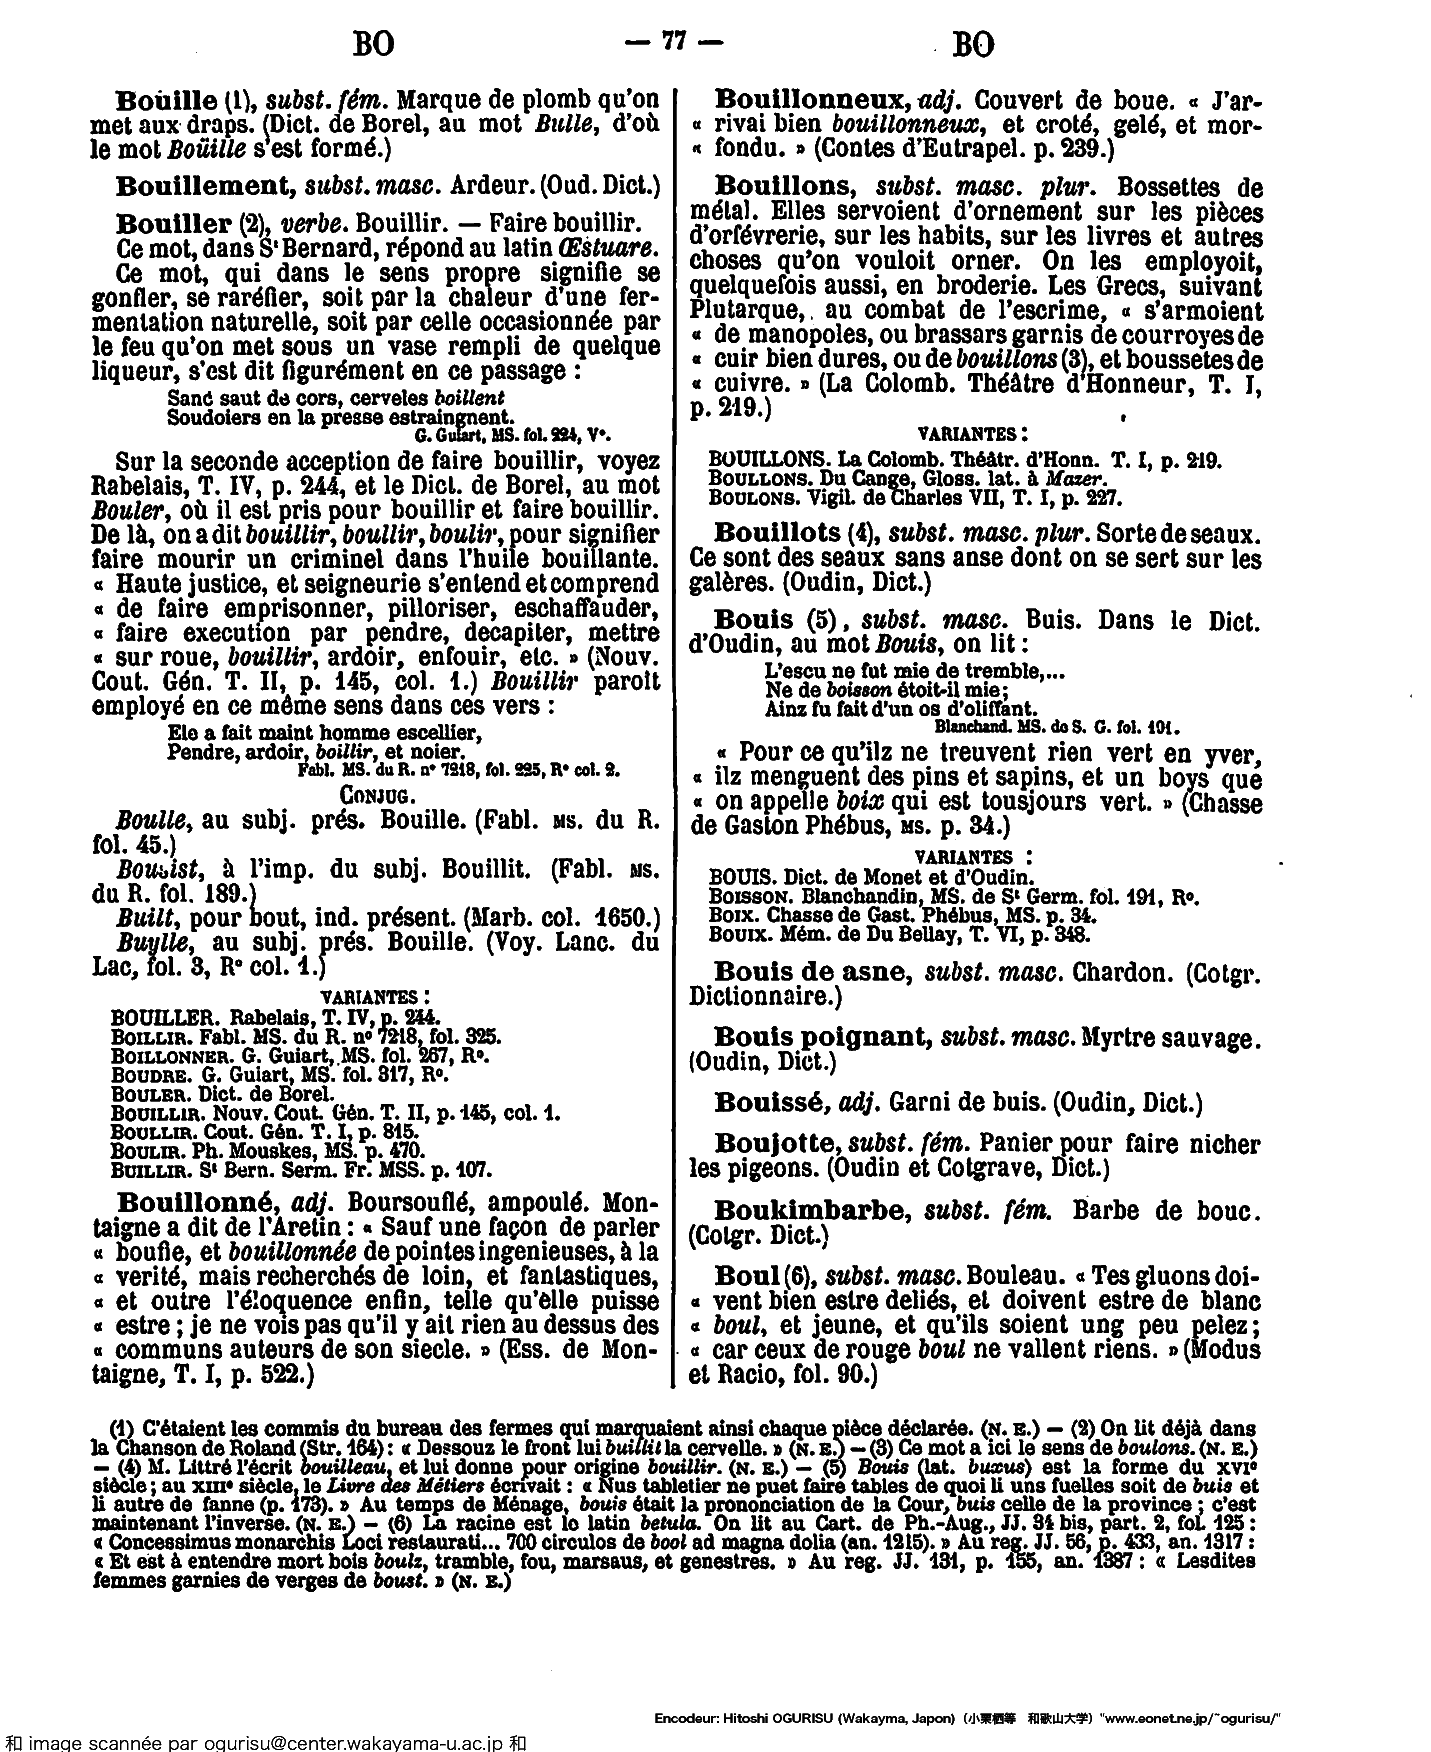 BO
— 77 —
BO
Bouille (1), subst. fém. Marque de plomb qu'on
met aux draps. (Dict. de Borel, au mot Bulle, d'où
le mot Boüille s'est formé.)
Bouillement, subst. masc. Ardeur. (Oud. Dict.)
Bouiller (2), verbe. Bouillir. — Faire bouillir.
Ce mot, dans St Bernard, répond au latin Œstuare.
Ce mot, qui dans le sens propre signifie se
gonfler, se raréfier, soit par la chaleur d'une fer-
mentation naturelle, soit par celle occasionnée par
le feu qu'on met sous un vase rempli de quelque
liqueur, s'est dit figurément en ce passage :
Sanc saut de cors, cerveles boillent
Soudoiers en la presse estraingnent.
G. Guiart, MS. fol. 224, Vo.
Sur la seconde acception de faire bouillir, voyez
Rabelais, T. IV, p. 244, et le Dict. de Borel, au mot
Bouler, où il est pris pour bouillir et faire bouillir.
De là, on a dit bouillir, boullir, boulir, pour signifier
faire mourir un criminel dans l'huile bouillante.
« Haute justice, et seigneurie s'entend et comprend
« de faire emprisonner, pilloriser, eschaffauder,
« faire execution par pendre, decapiter, mettre
« sur roue, bouillir, ardoir, enfouir, etc. » (Nouv.
Cout. Gén. T. II, p. 145, col. 1.) Bouillir paroît
employé en ce même sens dans ces vers :
Ele a fait maint homme escellier,
Pendre, ardoir, boillir, et noier.
Fabl. MS. du R. no 7218, fol. 225, Ro col. 2.
CONJUG.
Boulle, au subj. prés. Bouille. (Fabl. MS. du R.
fol. 45.)
à l'imp. du subj. Bouillit. (Fabl. MS.
du R. fol. 189.)
Built, pour bout, ind. présent. (Marb. col. 1650.)
Buylle, au subj. prés. Bouille. (Voy. Lanc. du
Lac, fol. 3, Ro col. 1.)
VARIANTES :
BOUILLER. Rabelais, T. IV, p. 244.
BOILLIR. Fabl. MS. du R. no 7218, fol. 325.
BOILLONNER. G. Guiart, MS. fol. 267, Ro.
BOUDRE. G. Guiart, MS. fol. 317, Ro.
BOULER. Dict. de Borel.
BOUILLIR. Nouv. Cout. Gén. T. II, p. 145, col. 1.
BOULLIR. Cout. Gén. T. I, p. 815.
BOULIR. Ph. Mouskes, MS. p. 470.
BUILLIR. St Bern. Serm. Fr. MSS. p. 107.
Bouillonné, adj. Boursouflé, ampoulé. Mon-
taigne a dit de l'Aretin : « Sauf une façon de parler
« boufie, et bouillonnée de pointes ingenieuses, à la
« verité, mais recherchés de loin, et fantastiques,
« et outre l'éloquence enfin, telle qu'elle puisse
« estre ; je ne vois pas qu'il y ait rien au dessus des
« communs auteurs de son siecle. » (Ess. de Mon-
taigne, T. I, p. 522.)
Bouillonneux, adj. Couvert de boue. « J'ar-
« rivai bien bouillonneux, et croté, gelé, et mor-
« fondu. » (Contes d'Eutrapel. p. 239.)
Bouillons, subst. masc. plur. Bossettes de
métal. Elles servoient d'ornement sur les pièces
d'orfévrerie, sur les habits, sur les livres et autres
choses qu'on vouloit orner. On les employoit,
quelquefois aussi, en broderie. Les Grecs, suivant
Plutarque, au combat de l'escrime, « s'armoient
« de manopoles, ou brassars garnis de courroyes de
« cuir bien dures, ou de bouillons (3), et boussetes de
« cuivre. » (La Colomb. Théâtre d'Honneur, T. I,
p. 219.)
VARIANTES :
BOUILLONS. La Colomb. Théâtr. d'Honn. T. I, p. 219.
BOULLONS. Du Cange, Gloss. lat. à Mazer.
BOULONS. Vigil. de Charles VII, T. I, p. 227.
Bouillots (4), subst. masc. plur. Sorte de seaux.
Ce sont des seaux sans anse dont on se sert sur les
galères. (Oudin, Dict.)
Bouis (5), subst. masc. Buis. Dans le Dict.
d'Oudin, au mot Bouis, on lit :
L'escu ne fut mie de tremble,...
Ne de boisson étoit-il mie;
Ainz fu fait d'un os d'oliffant.
Blanchand. MS. de S. G. fol. 191.
« Pour ce qu'ilz ne treuvent rien vert en yver,
« ilz menguent des pins et sapins, et un boys que
« on appelle boix qui est tousjours vert. » (Chasse
de Gaston Phébus, MS. p. 34.)
VARIANTES :
BOUIS. Dict. de Monet et d'Oudin.
BOISSON. Blanchandin, MS. de St Germ. fol. 191, Ro.
BOIX. Chasse de Gast. Phébus, MS. p. 34.
BOUIX. Mém. de Du Bellay, T. VI, p. 348.
Bouis de asne, subst. masc. Chardon. (Cotgr.
Dictionnaire.)
Bouis poignant, subst. masc. Myrtre sauvage.
(Oudin, Dict.)
Bouissé, adj. Garni de buis. (Oudin, Dict.)
Boujotte, subst. fém. Panier pour faire nicher
les pigeons. (Oudin et Cotgrave, Dict.)
Boukimbarbe, subst. fém. Barbe de bouc.
(Cotgr. Dict.)
Boul (6), subst. masc. Bouleau. « Tes gluons doi-
« vent bien estre deliés, et doivent estre de blanc
« boul, et jeune, et qu'ils soient ung peu pelez;
« car ceux de rouge boul ne vallent riens. » (Modus
et Racio, fol. 90.)
(1) C'étaient les commis du bureau des fermes qui marquaient ainsi chaque pièce déclarée. (N. E.) — (2) On lit déjà dans
la Chanson de Roland (Str. 164) : « Dessouz le front lui buillit la cervelle. » (N. E.) — (3) Ce mot a ici le sens de boulons. (N. E.)
— (4) M. Littré l'écrit bouilleau, et lui donne pour origine bouillir. (N. E.) — (5) Bouis (lat. buxus) est la forme du XVIe
siècle ; au XIIIe siècle, le Livre des Métiers écrivait : « Nus tabletier ne puet faire tables de quoi li uns fuelles soit de buis et
li autre de fanne (p. 173). » Au temps de Ménage, bouis était la prononciation de la Cour, buis celle de la province ; c'est
maintenant l'inverse. (N. E.) — (6) La racine est le latin betula. On lit au Cart. de Ph.-Aug., JJ. 34 bis, part. 2, fol. 125 :
« Concessimus monarchis Loci restaurati... 700 circulos de bool ad magna dolia (an. 1215). » Au reg. JJ. 56, p. 433, an. 1317 :
« Et est à entendre mort bois boulz, tramble, fou, marsaus, et genestres. » Au reg. JJ. 131, p. 155, an. 1387 : « Lesdites
femmes garnies de verges de boust. » (N. E.)
Encodeur: Hitoshi OGURISU (Wakayma, Japon) (小栗栖等 和歌山大学) "www.eonet.ne.jp/~ogurisu/"
和 image scannée par ogurisu@center.wakayama-u.ac.jp 和